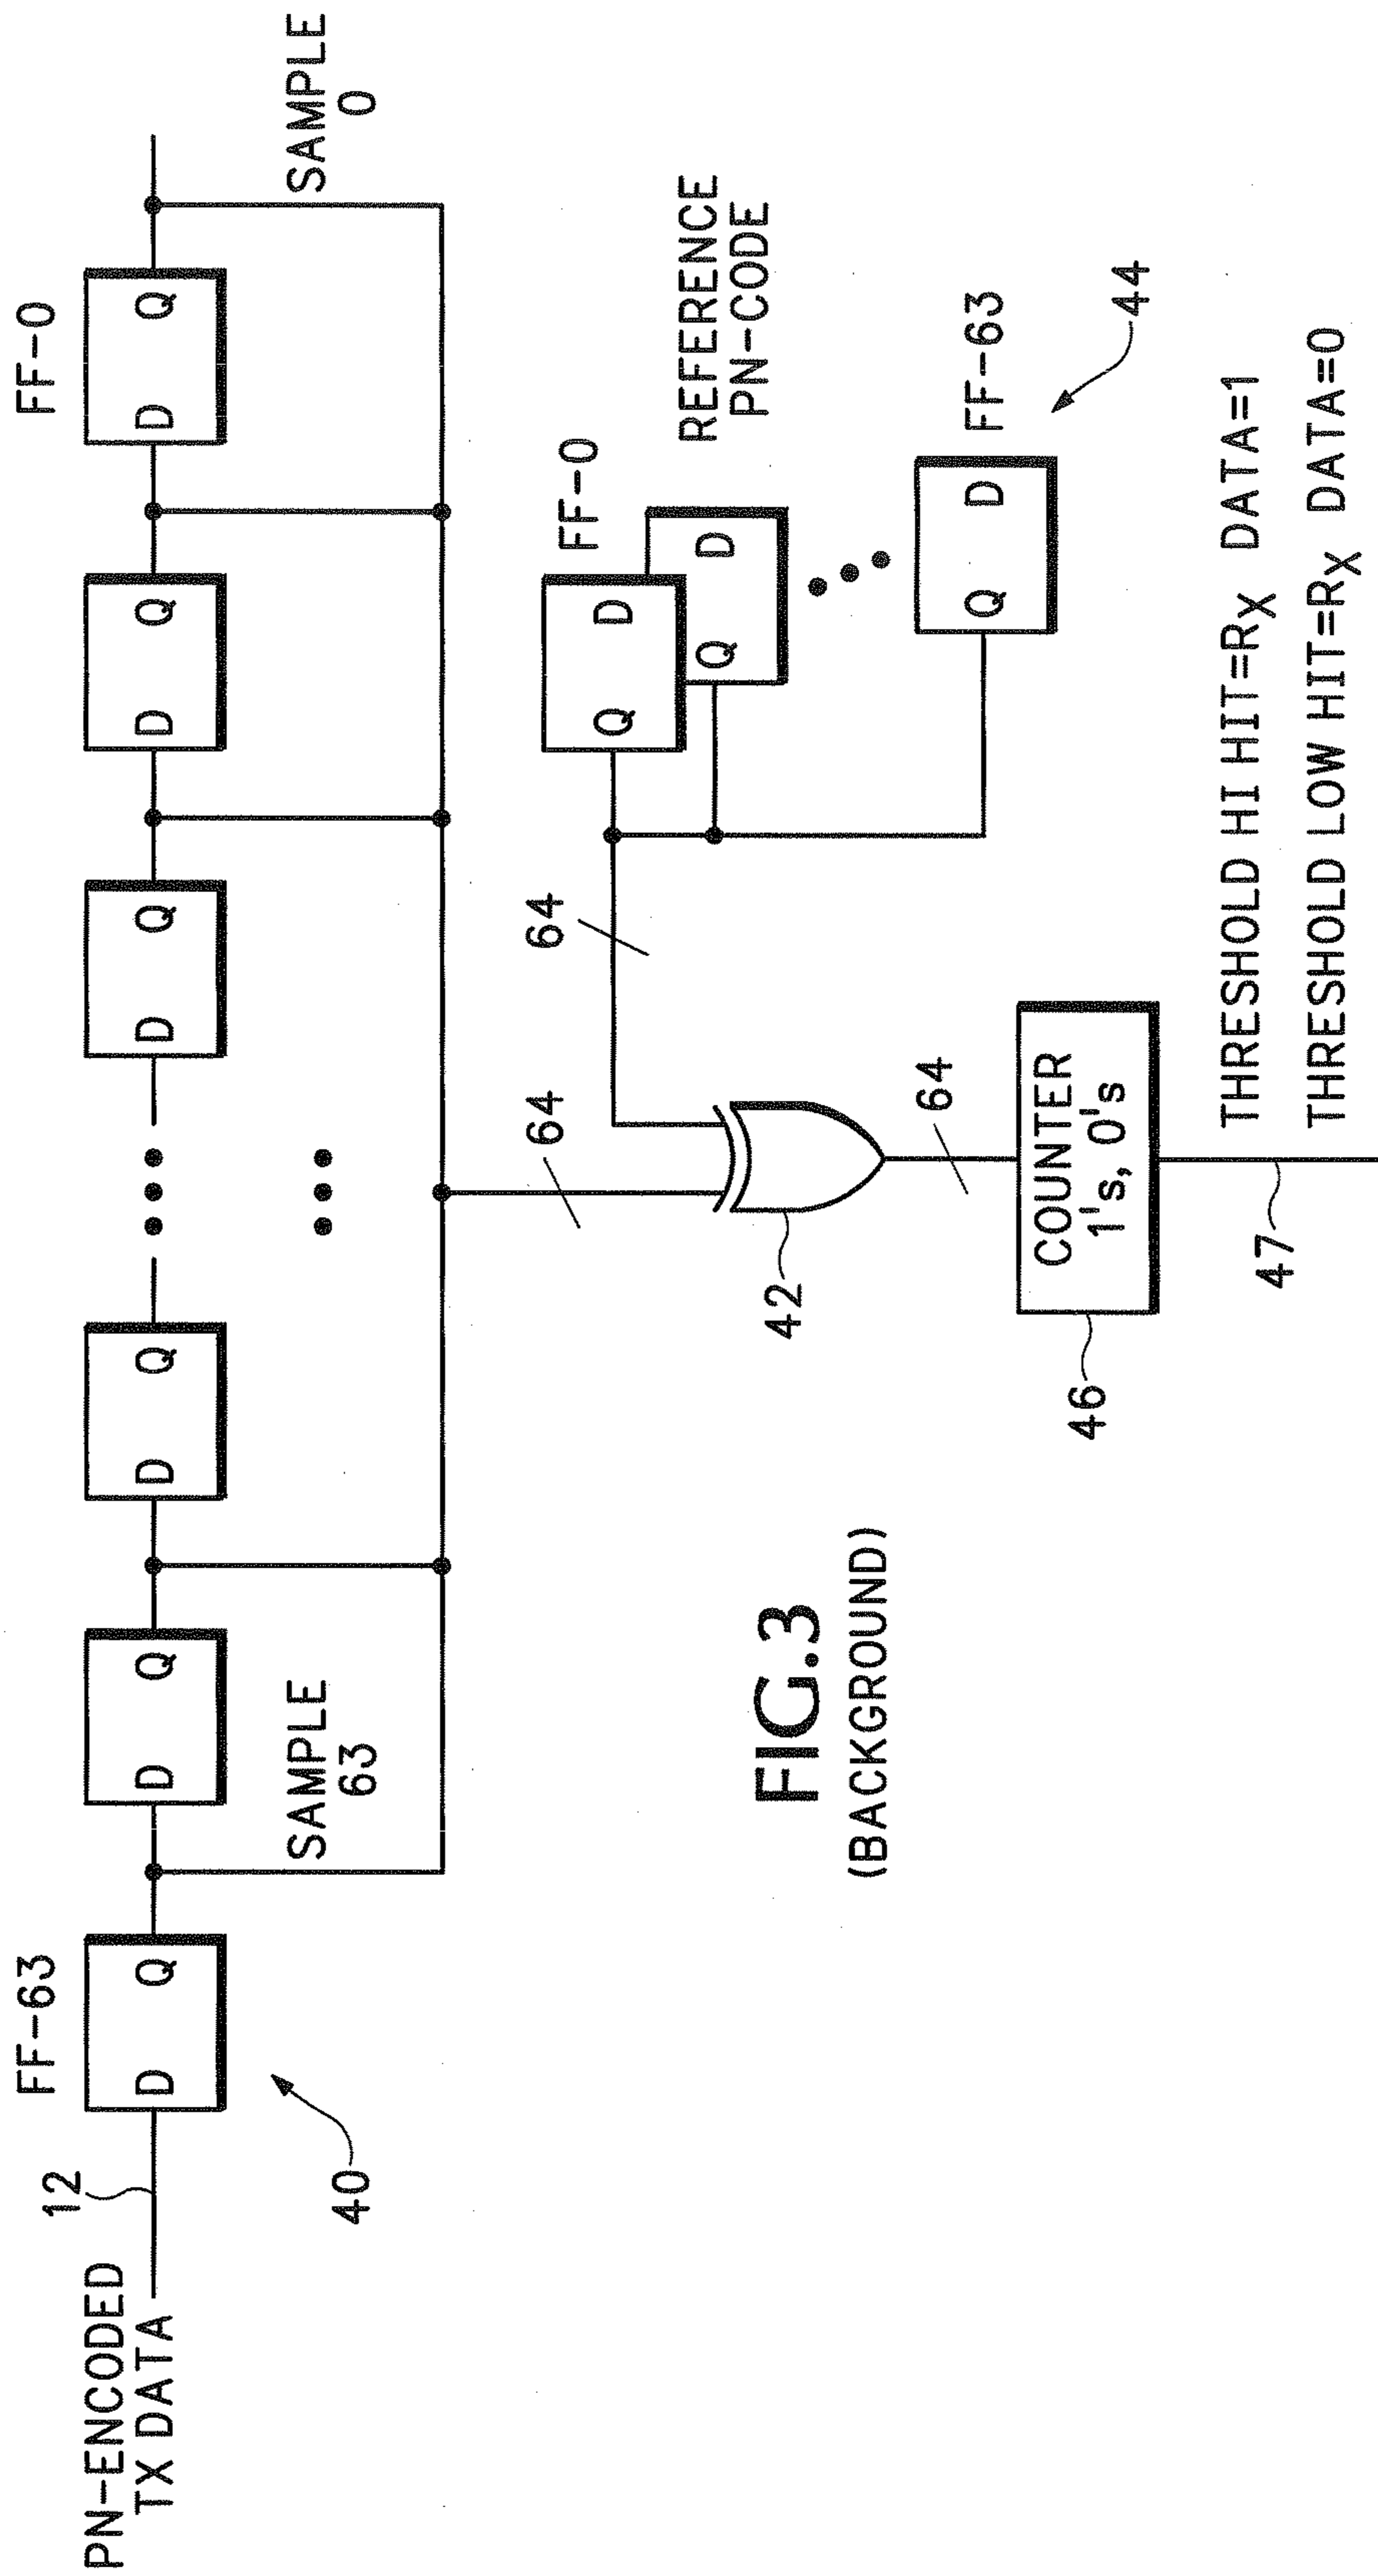 FF-63
FF-0
PN-ENCODED
TX DATA
12
D Q
D Q
D Q
D Q
D Q
D Q
40
SAMPLE
63
SAMPLE
0
64
64
FF-0
Q D
Q D
REFERENCE
PN-CODE
42
64
FF-63
Q D
44
46
COUNTER
1's, 0's
47
THRESHOLD HI HIT=RX DATA=1
THRESHOLD LOW HIT=RX DATA=0
FIG.3
(BACKGROUND)